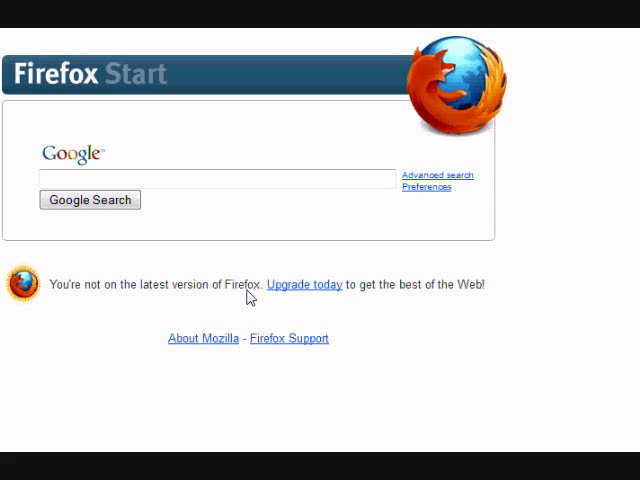 Firefox Start
Google™
Advanced search
Preferences
Google Search
You're not on the latest version of Firefox. Upgrade today to get the best of the Web!
About Mozilla - Firefox Support